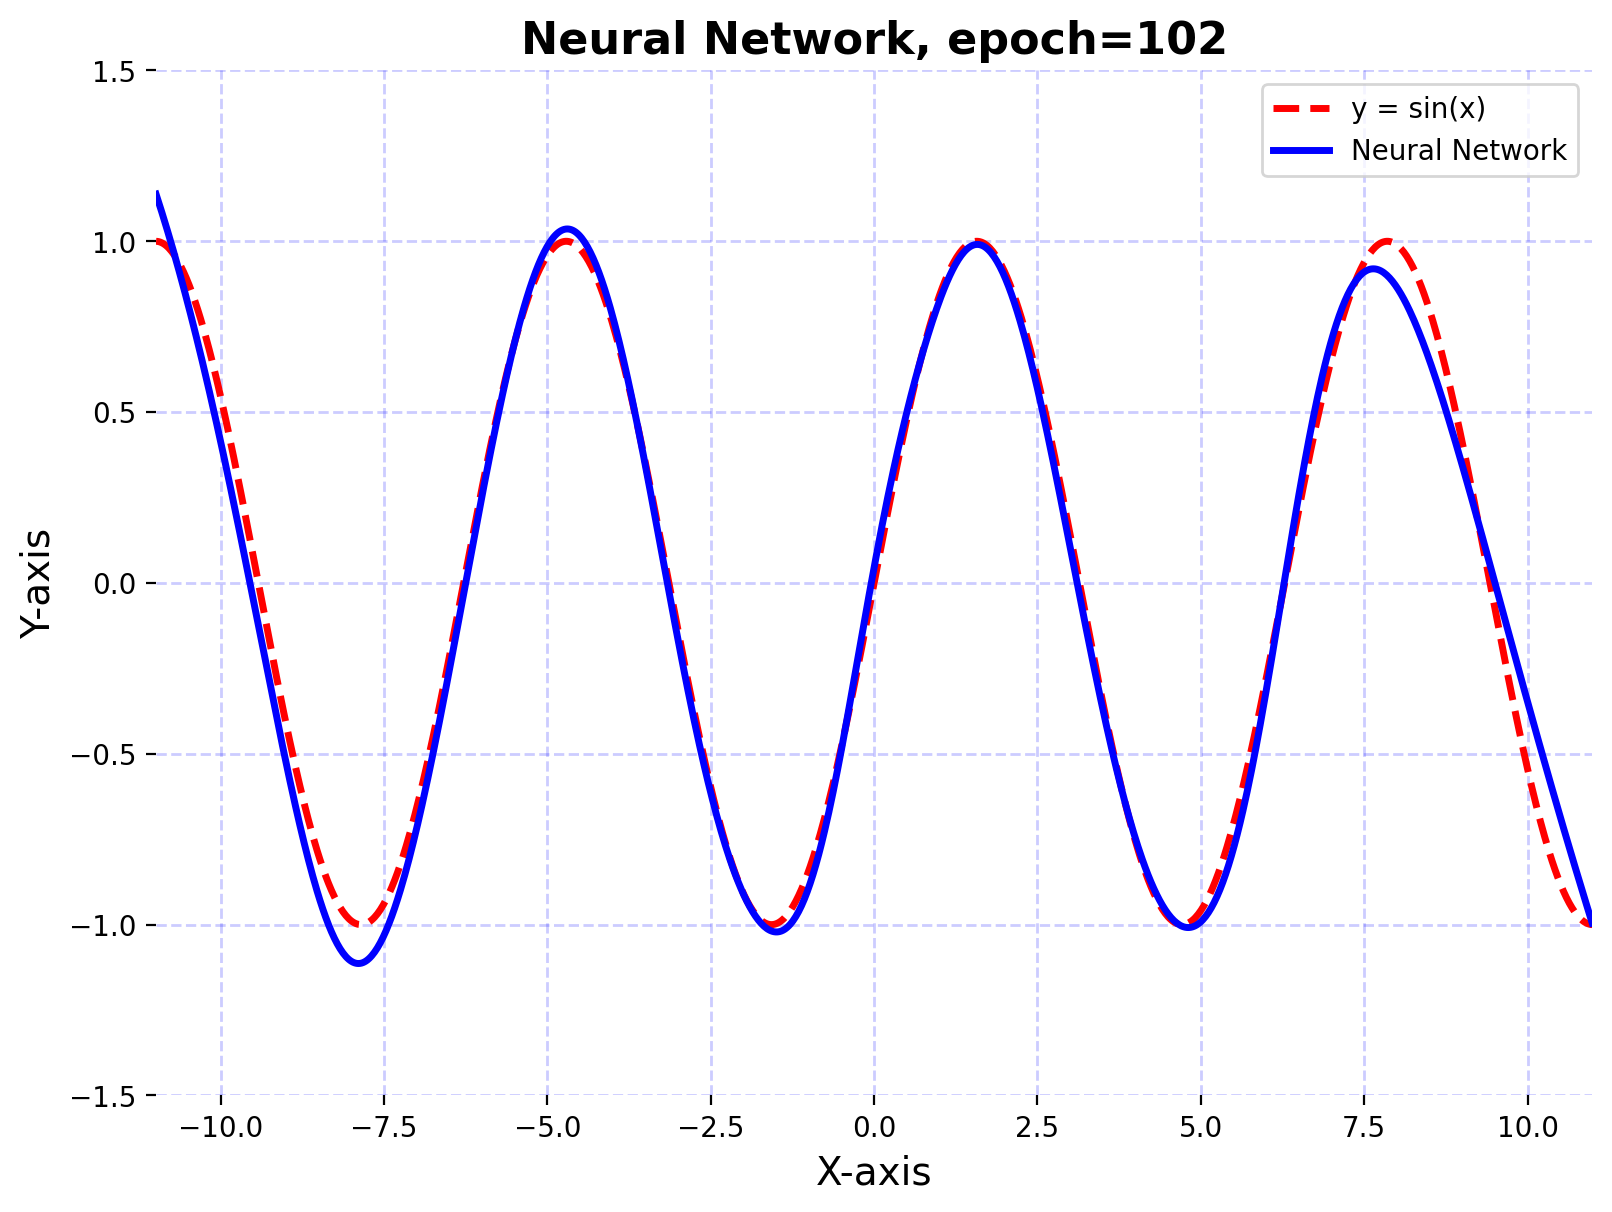 Neural Network, epoch=102
1.5
y = sin(x)
Neural Network
1.0
0.5
Y-axis
0.0
−0.5
−1.0
−1.5
−10.0 −7.5 −5.0 −2.5 0.0 2.5 5.0 7.5 10.0
X-axis